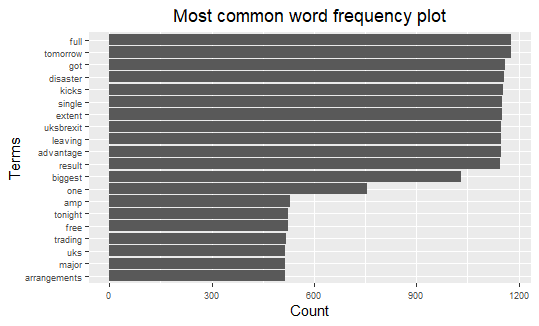 Most common word frequency plot
Terms
full
tomorrow
got
disaster
kicks
single
extent
uksbrexit
leaving
advantage
result
biggest
one
amp
tonight
free
trading
uks
major
arrangements
0 300 600 900 1200
Count